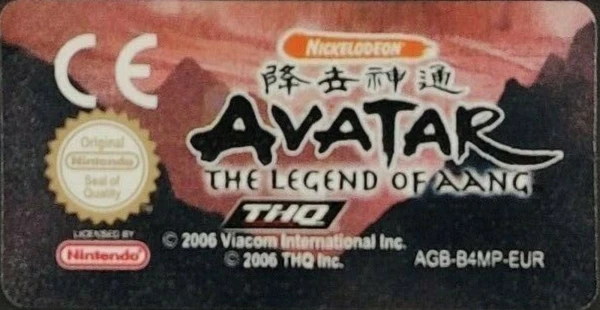 CE
NICKELODEON
降去神通
AVATAR
THE LEGEND OF AANG
Original
Nintendo
Seal of
Quality
THQ
LICENSED BY
Nintendo
© 2006 Viacom International Inc.
© 2006 THQ Inc.
AGB-B4MP-EUR